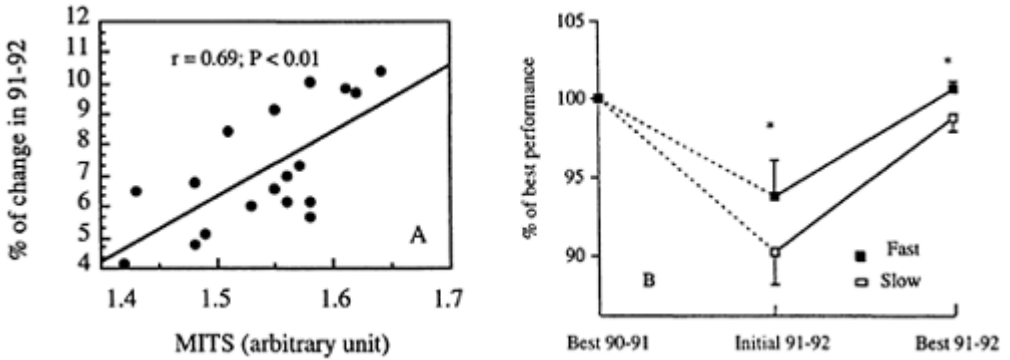 % of change in 91-92
12
11
10
9
8
7
6
5
4
r = 0.69; P < 0.01
A
1.4
1.5
1.6
1.7
MITS (arbitrary unit)
% of best performance
105
100
95
90
*
*
B
Fast
Slow
Best 90-91
Initial 91-92
Best 91-92